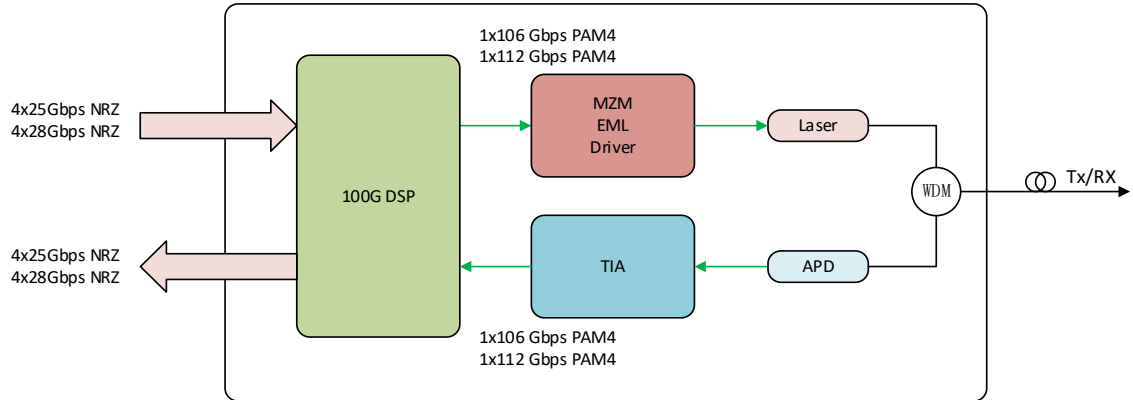 1x106 Gbps PAM4
1x112 Gbps PAM4
4x25Gbps NRZ
4x28Gbps NRZ
MZM
EML
Driver
Laser
100G DSP
WDM
Tx/RX
4x25Gbps NRZ
4x28Gbps NRZ
TIA
APD
1x106 Gbps PAM4
1x112 Gbps PAM4